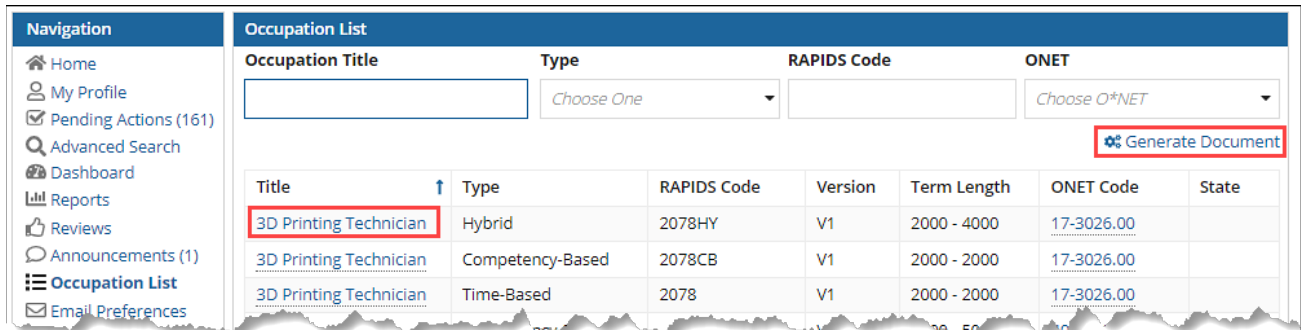 Navigation
Home
My Profile
Pending Actions (161)
Advanced Search
Dashboard
Reports
Reviews
Announcements (1)
Occupation List
Email Preferences
Occupation List
Occupation Title Type RAPIDS Code ONET
Choose One Choose O*NET
Generate Document
Title Type RAPIDS Code Version Term Length ONET Code State
3D Printing Technician Hybrid 2078HY V1 2000 - 4000 17-3026.00
3D Printing Technician Competency-Based 2078CB V1 2000 - 2000 17-3026.00
3D Printing Technician Time-Based 2078 V1 2000 - 2000 17-3026.00